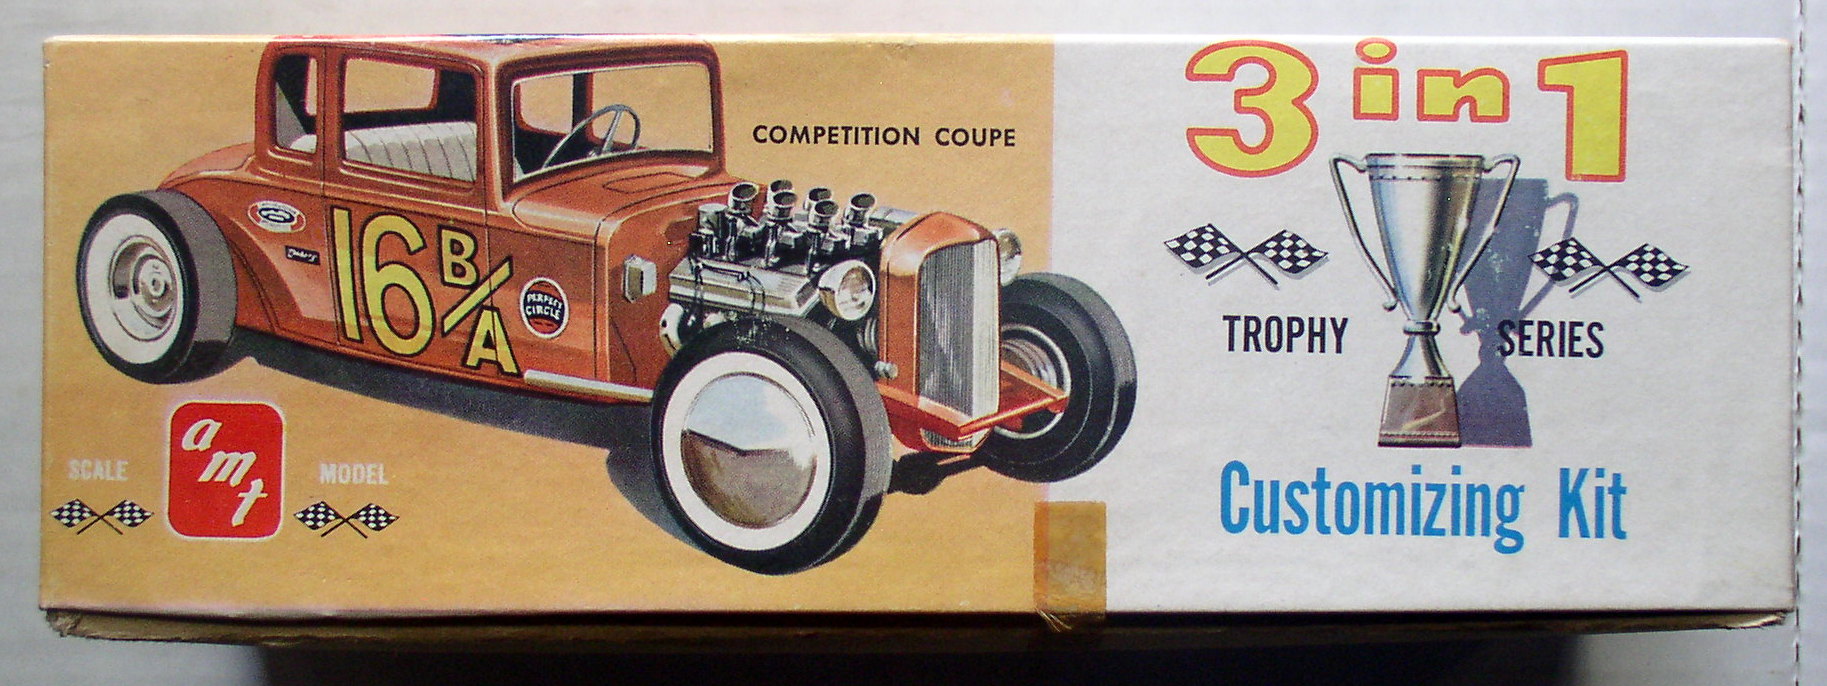 COMPETITION COUPE
16 B/A
PERFECT
CIRCLE
SCALE
amt
MODEL
3 in 1
TROPHY SERIES
Customizing Kit